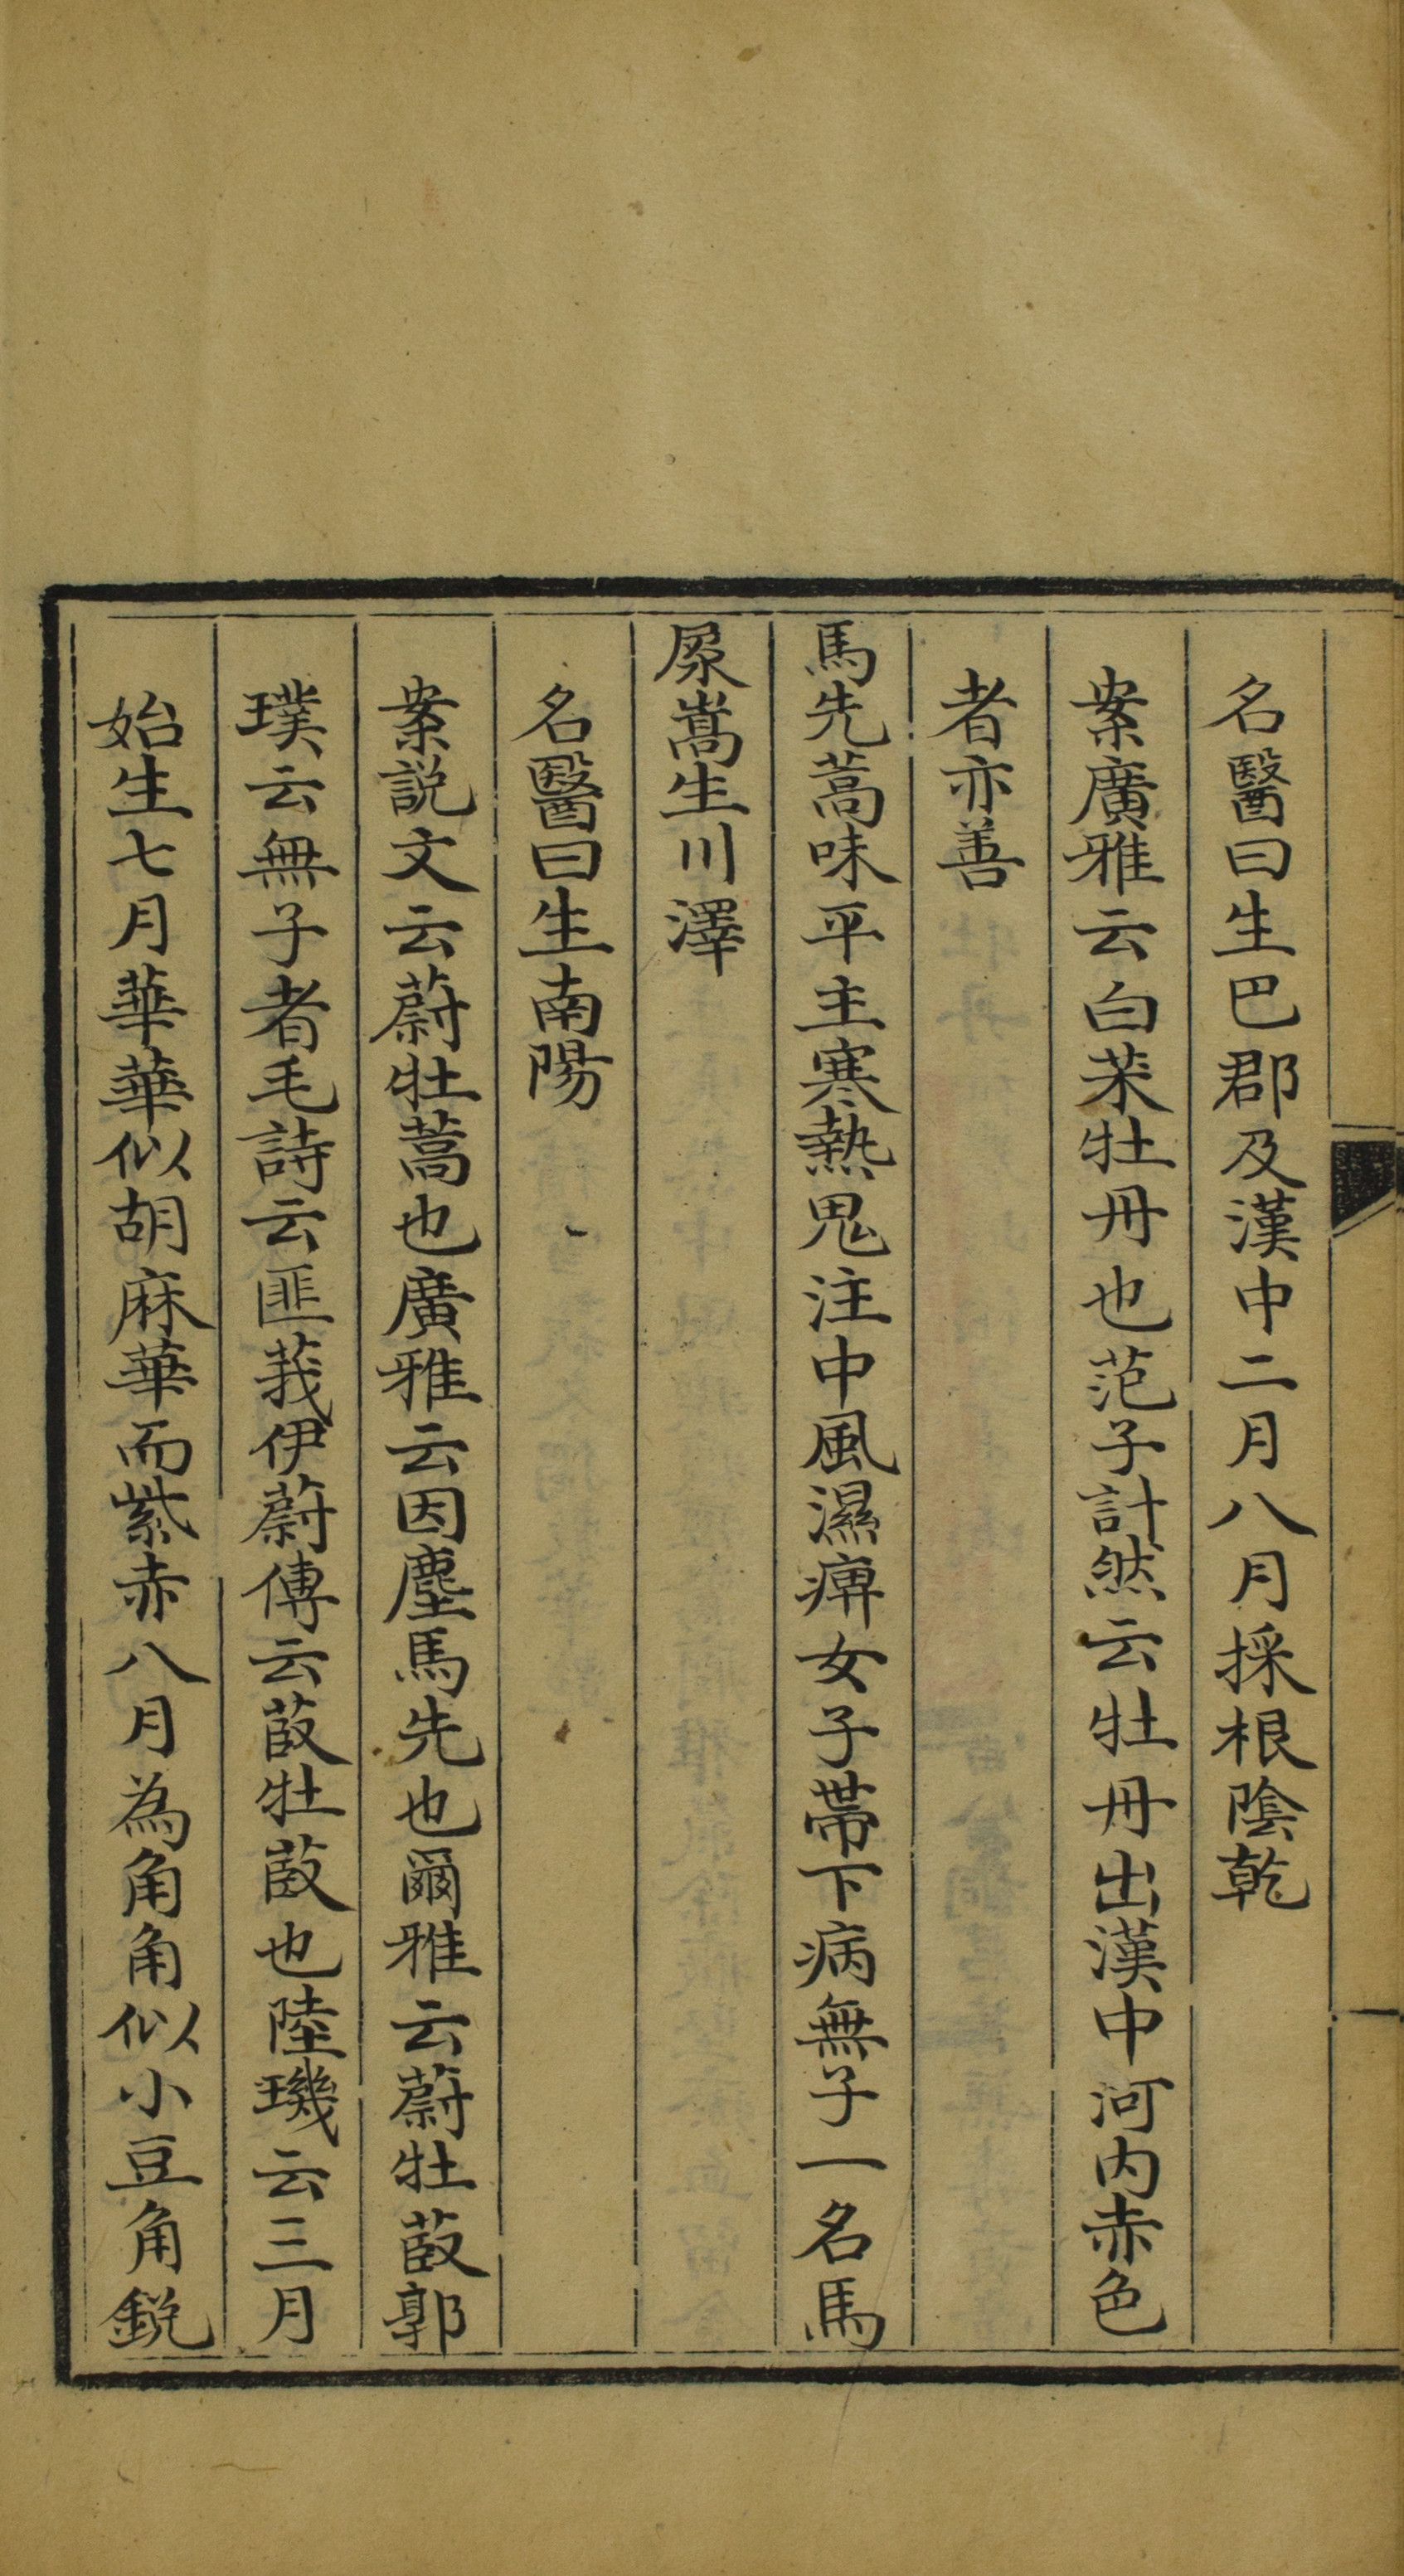 名醫曰生巴郡及漢中二月八月採根陰乾
案廣雅云白茮牡丹也范子計然云牡丹出漢中河內赤色
者亦善
馬先蒿味平主寒熱鬼注中風濕痹女子帶下病無子一名馬
屎蒿生川澤
名醫曰生南陽
案說文云蔚牡蒿也廣雅云因塵馬先也爾雅云蔚牡菣郭
璞云無子者毛詩云匪莪伊蔚傳云菣牡菣也陸璣云三月
始生七月華華似胡麻華而紫赤八月為角角似小豆角銳